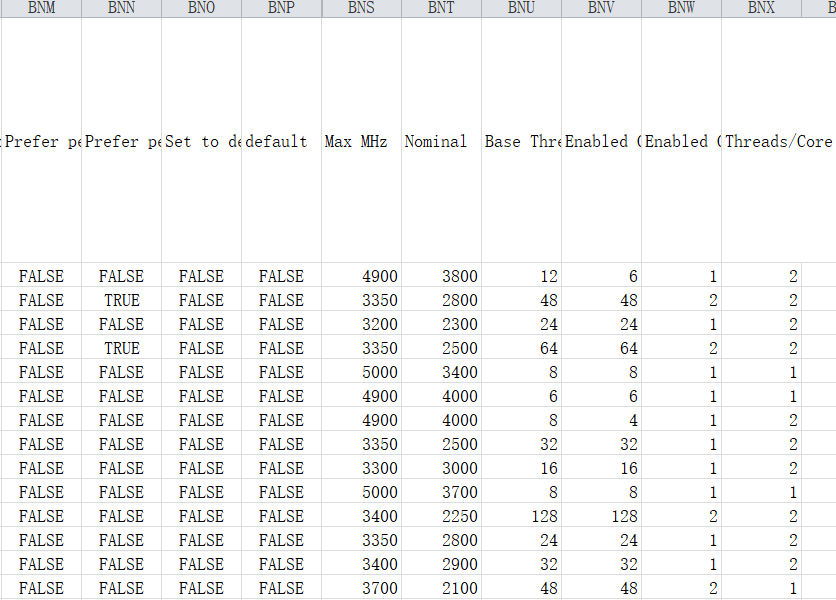 BNM BNN BNO BNP BNS BNT BNU BNV BNW BNX
Prefer Prefer Set to default Max MHz Nominal Base Enabled Enabled Threads/Core
FALSE FALSE FALSE FALSE 4900 3800 12 6 1 2
FALSE TRUE FALSE FALSE 3350 2800 48 48 2 2
FALSE FALSE FALSE FALSE 3200 2300 24 24 1 2
FALSE TRUE FALSE FALSE 3350 2500 64 64 2 2
FALSE FALSE FALSE FALSE 5000 3400 8 8 1 1
FALSE FALSE FALSE FALSE 4900 4000 6 6 1 1
FALSE FALSE FALSE FALSE 4900 4000 8 4 1 2
FALSE FALSE FALSE FALSE 3350 2500 32 32 1 2
FALSE FALSE FALSE FALSE 3300 3000 16 16 1 2
FALSE FALSE FALSE FALSE 5000 3700 8 8 1 1
FALSE FALSE FALSE FALSE 3400 2250 128 128 2 2
FALSE FALSE FALSE FALSE 3350 2800 24 24 1 2
FALSE FALSE FALSE FALSE 3400 2900 32 32 1 2
FALSE FALSE FALSE FALSE 3700 2100 48 48 2 1